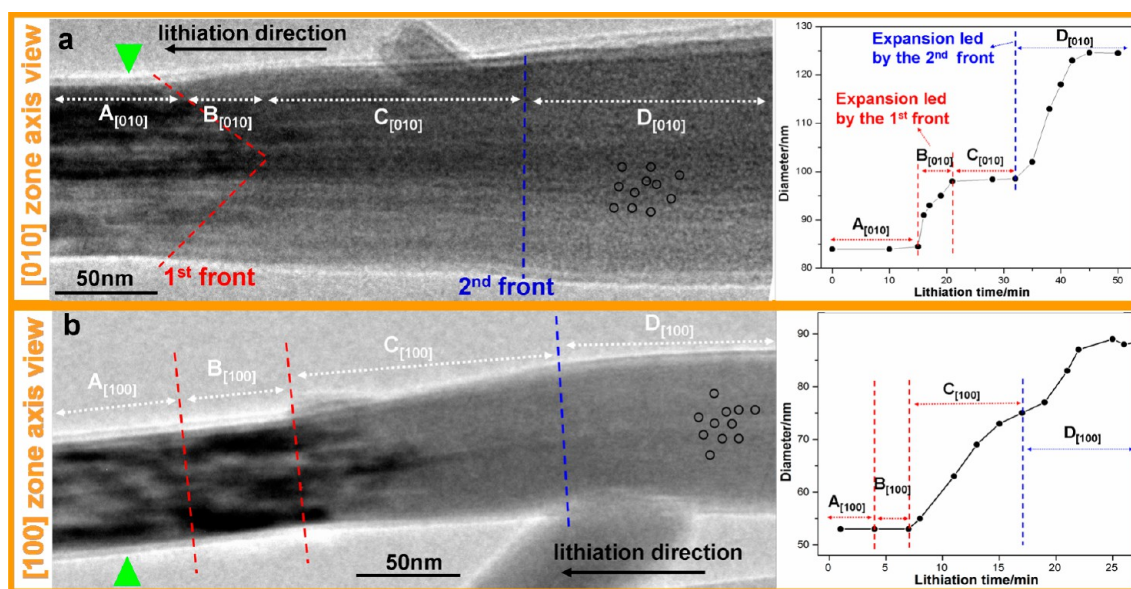 [010] zone axis view
a
lithiation direction
A[010]
B[010]
C[010]
D[010]
50nm
1st front
2nd front
Expansion led
by the 2nd front
D[010]
Expansion led
by the 1st front
B[010]
C[010]
A[010]
Diameter/nm
130
120
110
100
90
80
0
10
20
30
40
50
Lithiation time/min
[100] zone axis view
b
A[100]
B[100]
C[100]
D[100]
50nm
lithiation direction
C[100]
D[100]
B[100]
A[100]
Diameter/nm
90
80
70
60
50
0
5
10
15
20
25
Lithiation time/min